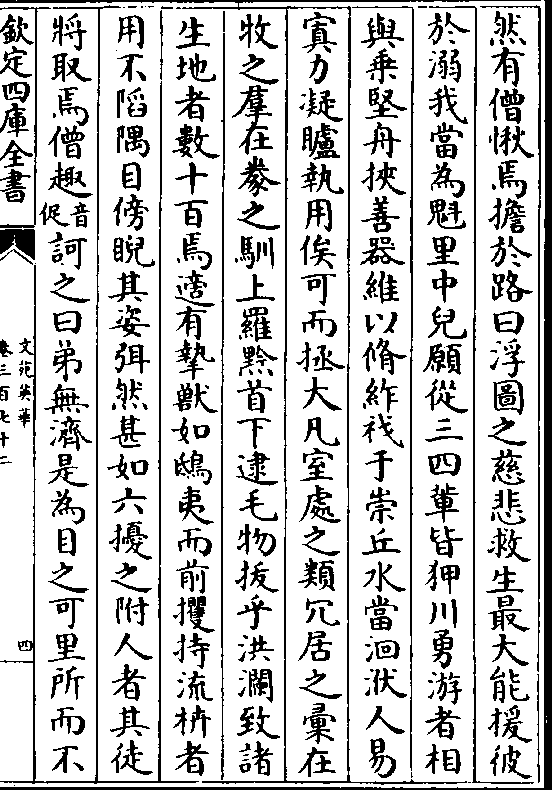 然有僧愀焉擔於路曰浮圖之慈悲救生最大能援彼
於溺我當為魁里中兒願從三四軰皆狎川勇游者相
與乗堅舟挾善器維以脩筰栰于崇丘水當洄洑人易
寘力凝矑執用俟可而拯大凡室處之類冗居之彚在
牧之羣在豢之馴上羅黔首下逮毛物拔乎洪瀾致諸
生地者數十百焉適有摯獸如鴟夷而前攫持流枿者
用不䧟隅目傍睨其姿弭然甚如六擾之附人者其徒
將取焉僧趣音促訶之曰弟無濟是為目之可里所而不
欽定四庫全書
文苑英華
卷三百七十二
四